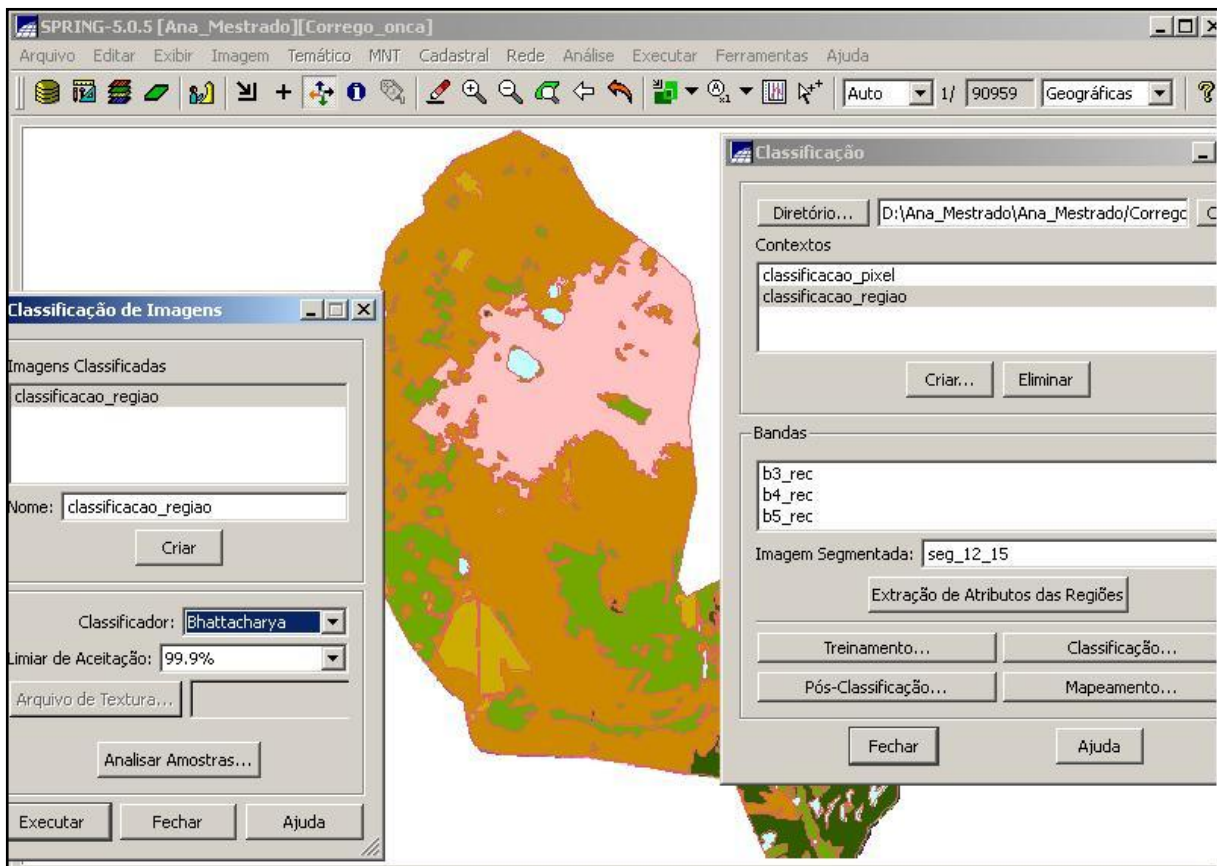 SPRING-5.0.5 [Ana_Mestrado][Corrego_onca]
Arquivo Editar Exibir Imagem Temático MNT Cadastral Rede Análise Executar Ferramentas Ajuda
Auto 1/ 90959 Geográficas
Classificação
Diretório... D:\Ana_Mestrado\Ana_Mestrado/Corregc C
Contextos
classificacao_pixel
classificacao_regiao
Criar... Eliminar
Bandas
b3_rec
b4_rec
b5_rec
Imagem Segmentada: seg_12_15
Extração de Atributos das Regiões
Treinamento... Classificação...
Pós-Classificação... Mapeamento...
Fechar Ajuda
Classificação de Imagens
Imagens Classificadas
classificacao_regiao
Nome: classificacao_regiao
Criar
Classificador: Bhattacharya
Limiar de Aceitação: 99.9%
Arquivo de Textura...
Analisar Amostras...
Executar Fechar Ajuda